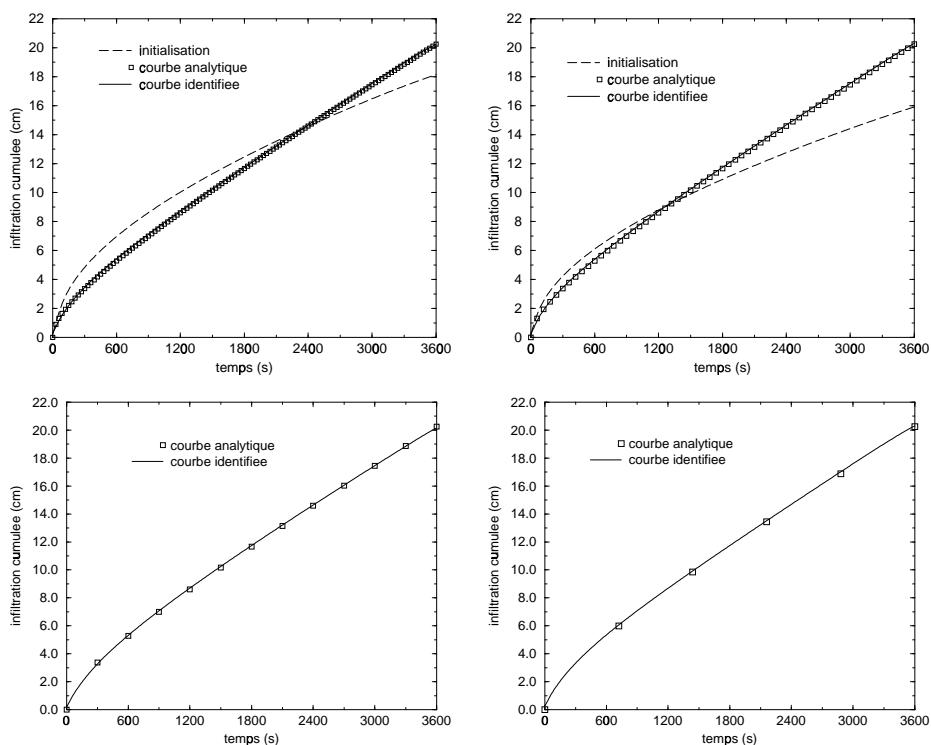 22
20
18
16
14
12
10
8
6
4
2
0
infiltration cumulee (cm)
initialisation
courbe analytique
courbe identifiee
0 600 1200 1800 2400 3000 3600
temps (s)
22
20
18
16
14
12
10
8
6
4
2
0
infiltration cumulee (cm)
initialisation
courbe analytique
courbe identifiee
0 600 1200 1800 2400 3000 3600
temps (s)
22.0
20.0
18.0
16.0
14.0
12.0
10.0
8.0
6.0
4.0
2.0
0.0
infiltration cumulee (cm)
courbe analytique
courbe identifiee
0 600 1200 1800 2400 3000 3600
temps (s)
22.0
20.0
18.0
16.0
14.0
12.0
10.0
8.0
6.0
4.0
2.0
0.0
infiltration cumulee (cm)
courbe analytique
courbe identifiee
0 600 1200 1800 2400 3000 3600
temps (s)